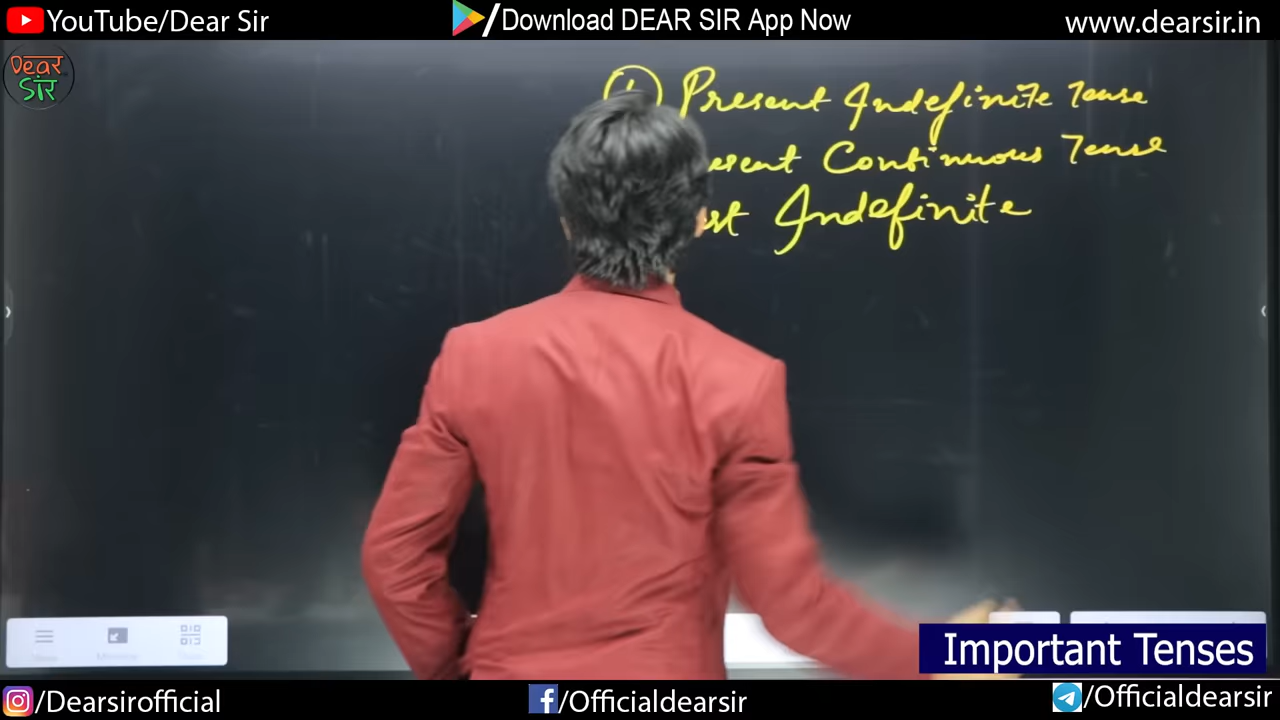 YouTube/Dear Sir
/Download DEAR SIR App Now
www.dearsir.in
Dear
सर
Present Indefinite Tense
Continuous Tense
Indefinite
Important Tenses
/Dearsirofficial
/Officialdearsir
/Officialdearsir